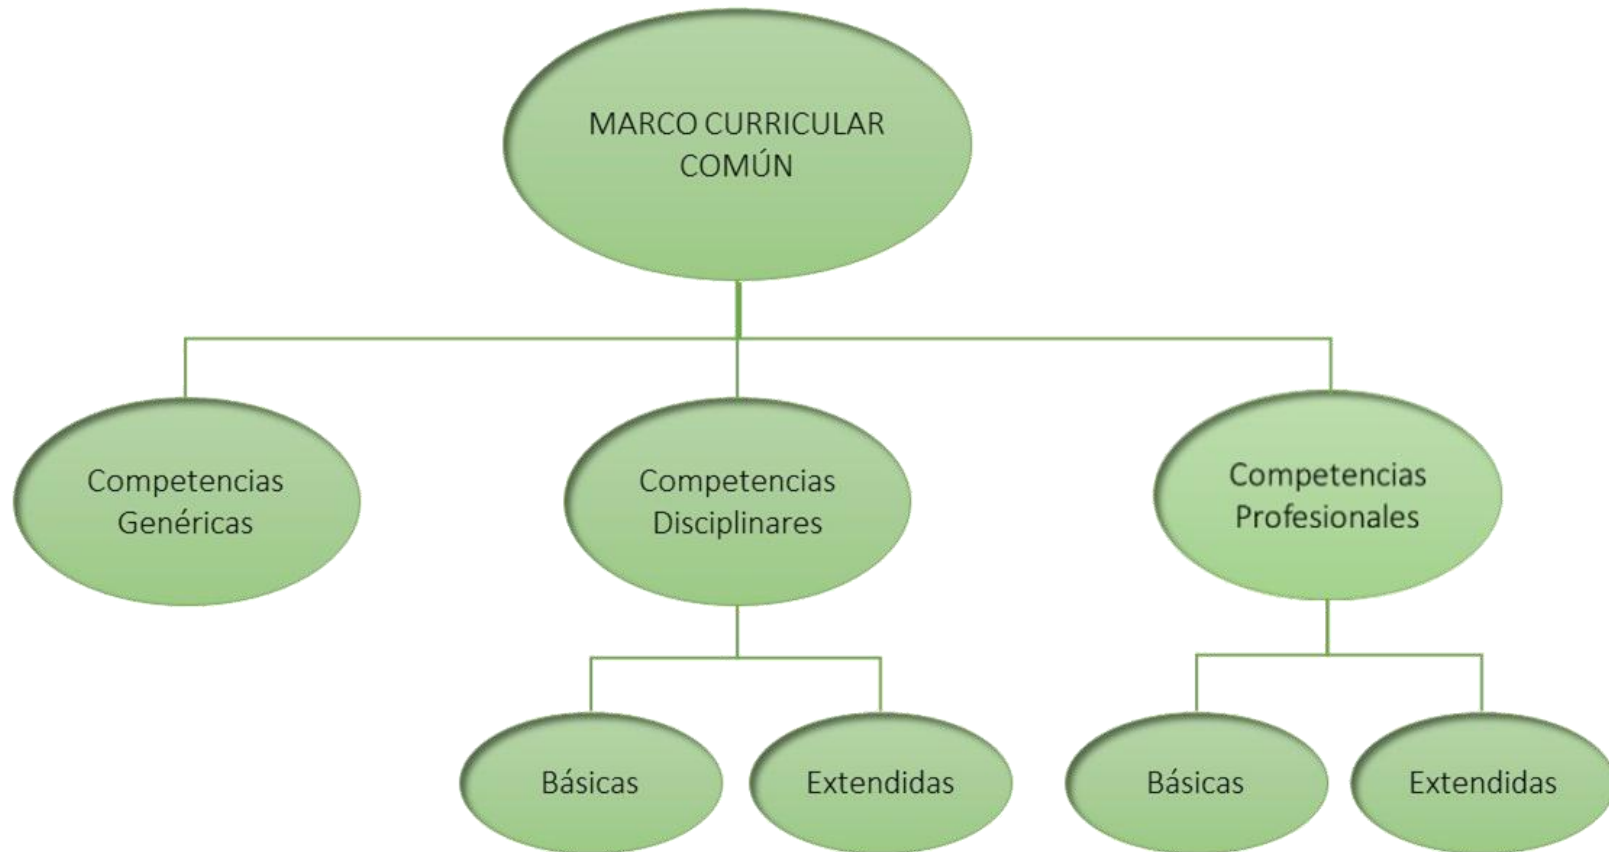 MARCO CURRICULAR
COMÚN
Competencias
Genéricas
Competencias
Disciplinares
Competencias
Profesionales
Básicas
Extendidas
Básicas
Extendidas